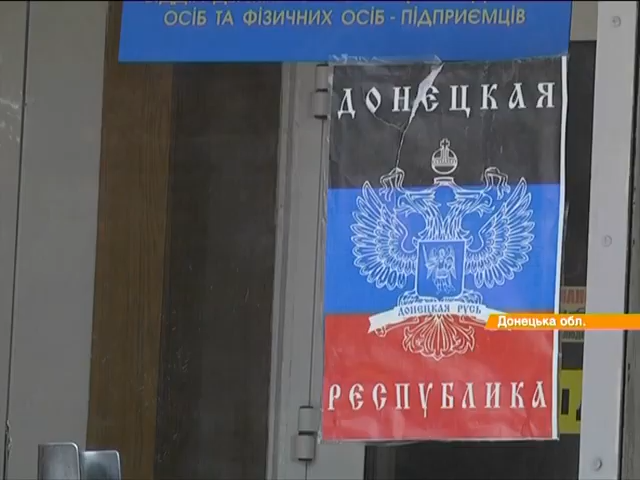 ОСІБ ТА ФІЗИЧНИХ ОСІБ - ПІДПРИЄМЦІВ
ДОНЕЦКАЯ
ДОНЕЦКАЯ РУСЬ
Донецька обл.
РЕСПУБЛИКА